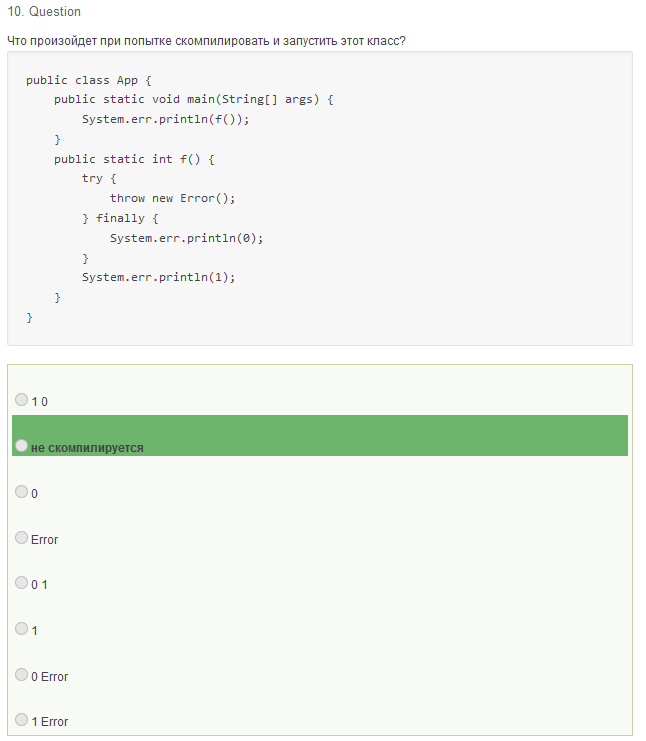 10. Question
Что произойдет при попытке скомпилировать и запустить этот класс?
public class App {
    public static void main(String[] args) {
        System.err.println(f());
    }
    public static int f() {
        try {
            throw new Error();
        } finally {
            System.err.println(0);
        }
        System.err.println(1);
    }
}
1 0
не скомпилируется
0
Error
0 1
1
0 Error
1 Error